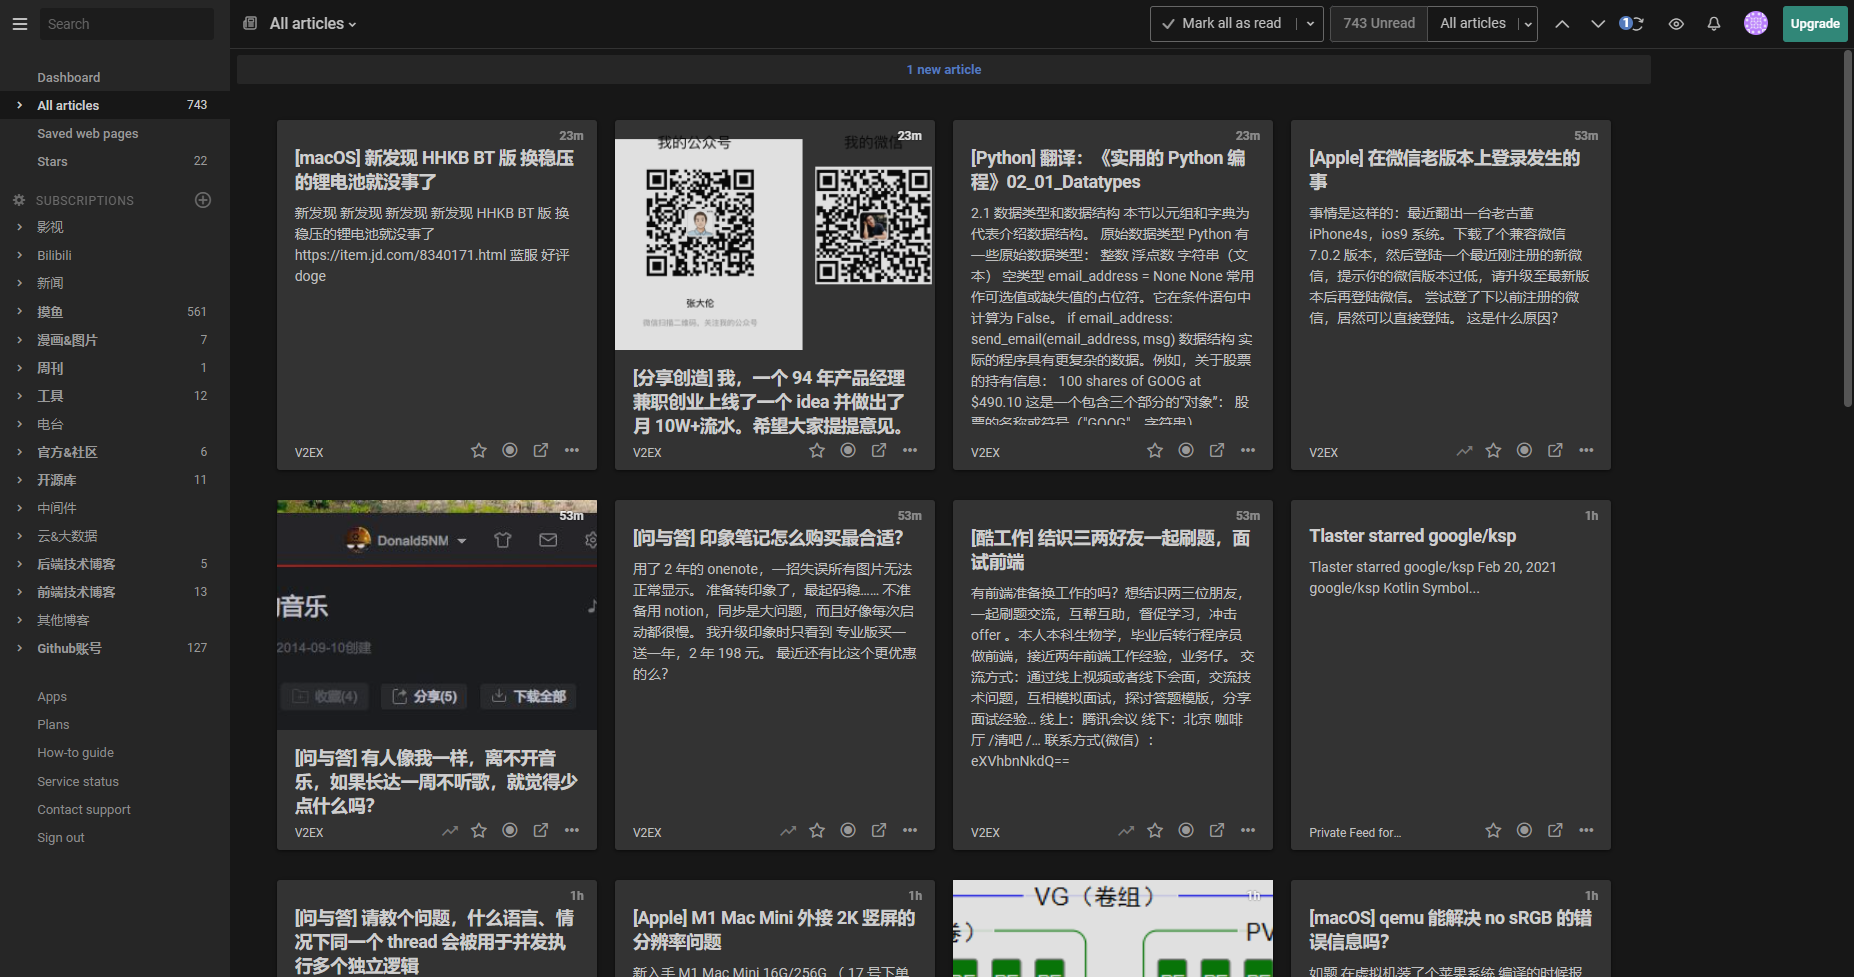 Search
All articles
Mark all as read
743 Unread
All articles
1
Upgrade
Dashboard
All articles 743
Saved web pages
Stars 22
SUBSCRIPTIONS
影视
Bilibili
新闻
摸鱼 561
漫画&图片 7
周刊 1
工具 12
电台
官方&社区 6
开源库 11
中间件
云&大数据
后端技术博客 5
前端技术博客 13
其他博客
Github账号 127
Apps
Plans
How-to guide
Service status
Contact support
Sign out
1 new article
23m
[macOS] 新发现 HHKB BT 版 换稳压
的锂电池就没事了
新发现 新发现 新发现 新发现 HHKB BT 版 换
稳压的锂电池就没事了
https://item.jd.com/8340171.html 蓝服 好评
doge
V2EX
我的公众号
我的微信
23m
张大伦
微信扫描二维码，关注我的公众号
[分享创造] 我，一个 94 年产品经理
兼职创业上线了一个 idea 并做出了
月 10W+流水。希望大家提提意见。
V2EX
23m
[Python] 翻译：《实用的 Python 编
程》02_01_Datatypes
2.1 数据类型和数据结构 本节以元组和字典为
代表介绍数据结构。 原始数据类型 Python 有
一些原始数据类型： 整数 浮点数 字符串（文
本） 空类型 email_address = None None 常用
作可选值或缺失值的占位符。它在条件语句中
计算为 False。 if email_address:
send_email(email_address, msg) 数据结构 实
际的程序具有更复杂的数据。例如，关于股票
的持有信息： 100 shares of GOOG at
$490.10 这是一个包含三个部分的“对象”： 股
票的名称或符号（"GOOG"，字符串）
V2EX
53m
[Apple] 在微信老版本上登录发生的
事
事情是这样的：最近翻出一台老古董
iPhone4s，ios9 系统。下载了个兼容微信
7.0.2 版本，然后登陆一个最近刚注册的新微
信，提示你的微信版本过低，请升级至最新版
本后再登陆微信。 尝试登了下以前注册的微
信，居然可以直接登陆。 这是什么原因？
V2EX
53m
Donald5NM
音乐
2014-09-10创建
收藏(4)
分享(5)
下载全部
[问与答] 有人像我一样，离不开音
乐，如果长达一周不听歌，就觉得少
点什么吗？
V2EX
53m
[问与答] 印象笔记怎么购买最合适？
用了 2 年的 onenote，一招失误所有图片无法
正常显示。 准备转印象了，最起码稳…… 不准
备用 notion，同步是大问题，而且好像每次启
动都很慢。 我升级印象时只看到 专业版买一
送一年，2 年 198 元。 最近还有比这个更优惠
的么？
V2EX
53m
[酷工作] 结识三两好友一起刷题，面
试前端
有前端准备换工作的吗？想结识两三位朋友，
一起刷题交流，互帮互助，督促学习，冲击
offer 。本人本科生物学，毕业后转行程序员
做前端，接近两年前端工作经验，业务仔。 交
流方式：通过线上视频或者线下会面，交流技
术问题，互相模拟面试，探讨答题模版，分享
面试经验... 线上：腾讯会议 线下：北京 咖啡
厅 /清吧 /... 联系方式(微信) ：
eXVhbnNkdQ==
V2EX
1h
Tlaster starred google/ksp
Tlaster starred google/ksp Feb 20, 2021
google/ksp Kotlin Symbol...
Private Feed for...
1h
[问与答] 请教个问题，什么语言、情
况下同一个 thread 会被用于并发执
行多个独立逻辑
1h
[Apple] M1 Mac Mini 外接 2K 竖屏的
分辨率问题
新入手 M1 Mac Mini 16G/256G （ 17 号下单
VG（卷组）
1h
卷）
PV
1h
[macOS] qemu 能解决 no sRGB 的错
误信息吗？
如题 在虚拟机装了个苹果系统 编译的时候报